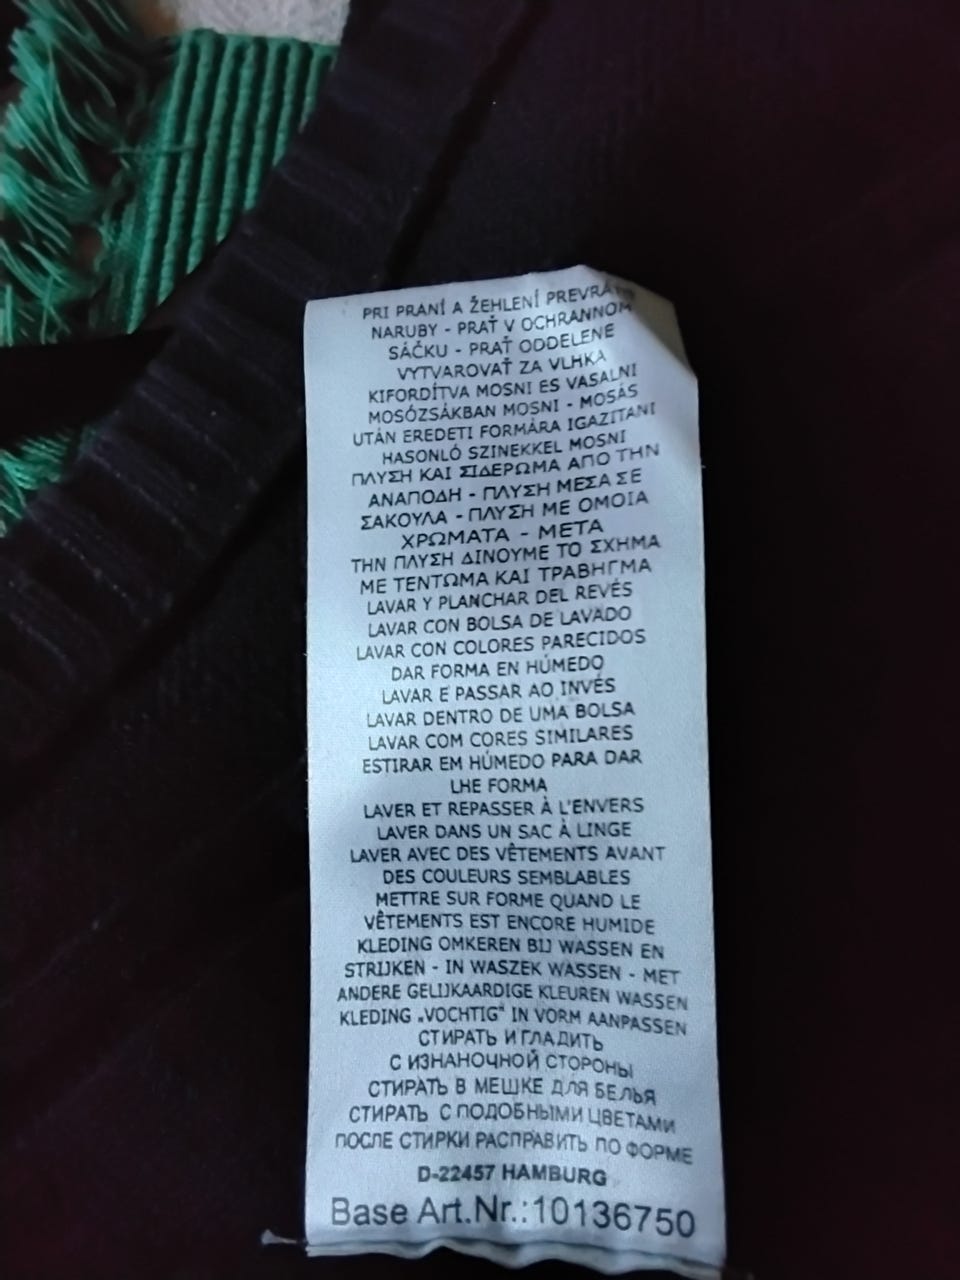 PRI PRANÍ A ŽEHLENÍ
NARUBY - PRAŤ V OCHRANNOM
SÁČKU - PRAŤ ODDELENE
VYTVAROVAŤ ZA VLHKA
KIFORDÍTVA MOSNI ES VASALNI
MOSÓZSÁKBAN MOSNI - MOSÁS
UTÁN EREDETI FORMÁRA IGAZITANI
HASONLÓ SZINEKKEL MOSNI
ΠΛΥΣΗ ΚΑΙ ΣΙΔΕΡΩΜΑ ΑΠΟ ΤΗΝ
ΑΝΑΠΟΔΗ - ΠΛΥΣΗ ΜΕΣΑ ΣΕ
ΣΑΚΟΥΛΑ - ΠΛΥΣΗ ΜΕ ΟΜΟΙΑ
ΧΡΩΜΑΤΑ - ΜΕΤΑ
ΤΗΝ ΠΛΥΣΗ ΔΙΝΟΥΜΕ ΤΟ ΣΧΗΜΑ
ΜΕ ΤΕΝΤΩΜΑ ΚΑΙ ΤΡΑΒΗΓΜΑ
LAVAR Y PLANCHAR DEL REVÉS
LAVAR CON BOLSA DE LAVADO
LAVAR CON COLORES PARECIDOS
DAR FORMA EN HÚMEDO
LAVAR E PASSAR AO INVÉS
LAVAR DENTRO DE UMA BOLSA
LAVAR COM CORES SIMILARES
ESTIRAR EM HÚMEDO PARA DAR
LHE FORMA
LAVER ET REPASSER À L'ENVERS
LAVER DANS UN SAC À LINGE
LAVER AVEC DES VÊTEMENTS AVANT
DES COULEURS SEMBLABLES
METTRE SUR FORME QUAND LE
VÊTEMENTS EST ENCORE HUMIDE
KLEDING OMKEREN BIJ WASSEN EN
STRIJKEN - IN WASZEK WASSEN - MET
ANDERE GELIJKAARDIGE KLEUREN WASSEN
KLEDING „VOCHTIG" IN VORM AANPASSEN
СТИРАТЬ И ГЛАДИТЬ
С ИЗНАНОЧНОЙ СТОРОНЫ
СТИРАТЬ В МЕШКЕ ДЛЯ БЕЛЬЯ
СТИРАТЬ С ПОДОБНЫМИ ЦВЕТАМИ
ПОСЛЕ СТИРКИ РАСПРАВИТЬ ПО ФОРМЕ
D-22457 HAMBURG
Base Art.Nr.:10136750